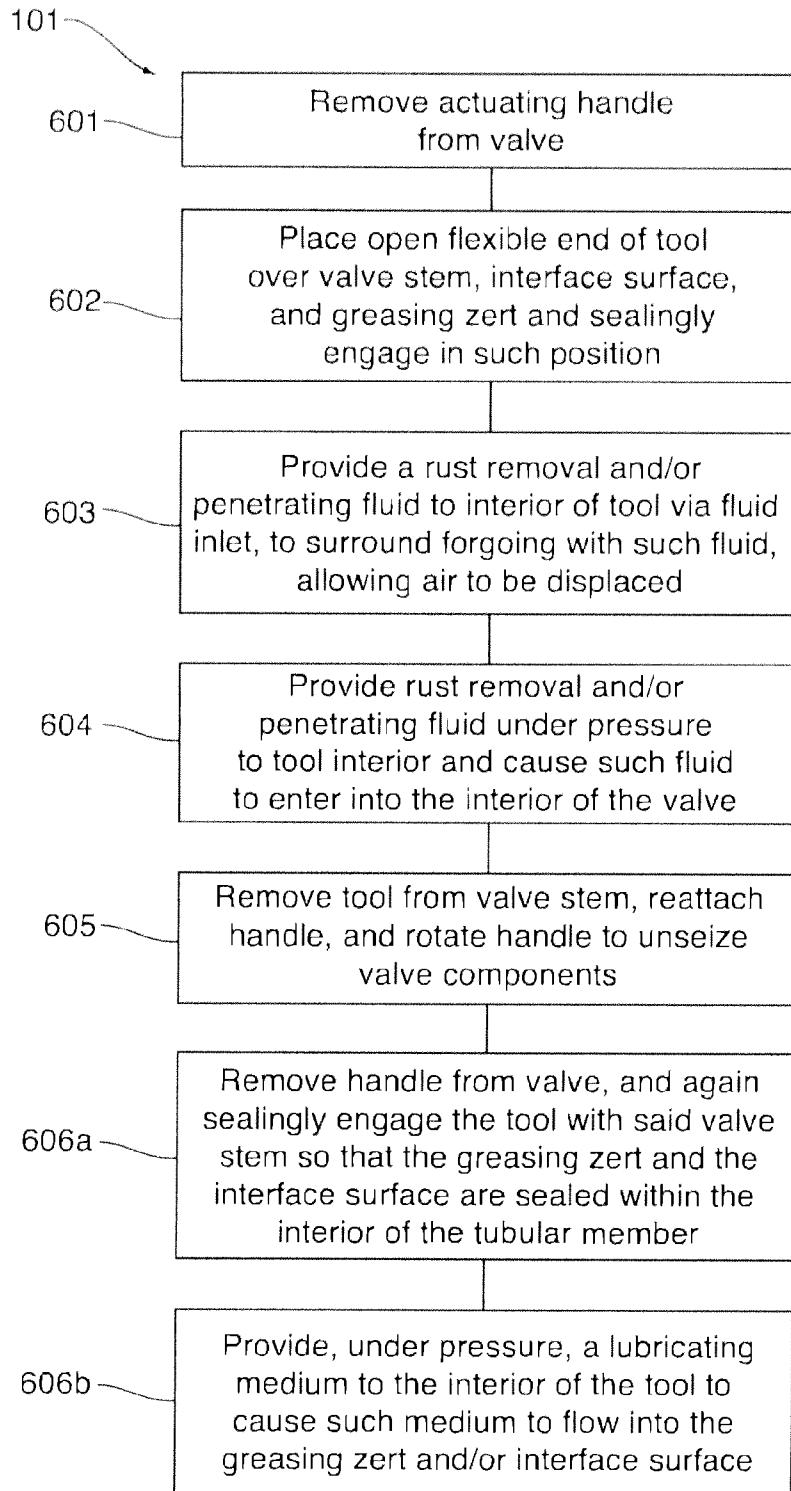 101
601
Remove actuating handle
from valve
602
Place open flexible end of tool
over valve stem, interface surface,
and greasing zert and sealingly
engage in such position
603
Provide a rust removal and/or
penetrating fluid to interior of tool via fluid
inlet, to surround forgoing with such fluid,
allowing air to be displaced
604
Provide rust removal and/or
penetrating fluid under pressure
to tool interior and cause such fluid
to enter into the interior of the valve
605
Remove tool from valve stem, reattach
handle, and rotate handle to unseize
valve components
606a
Remove handle from valve, and again
sealingly engage the tool with said valve
stem so that the greasing zert and the
interface surface are sealed within the
interior of the tubular member
606b
Provide, under pressure, a lubricating
medium to the interior of the tool to
cause such medium to flow into the
greasing zert and/or interface surface